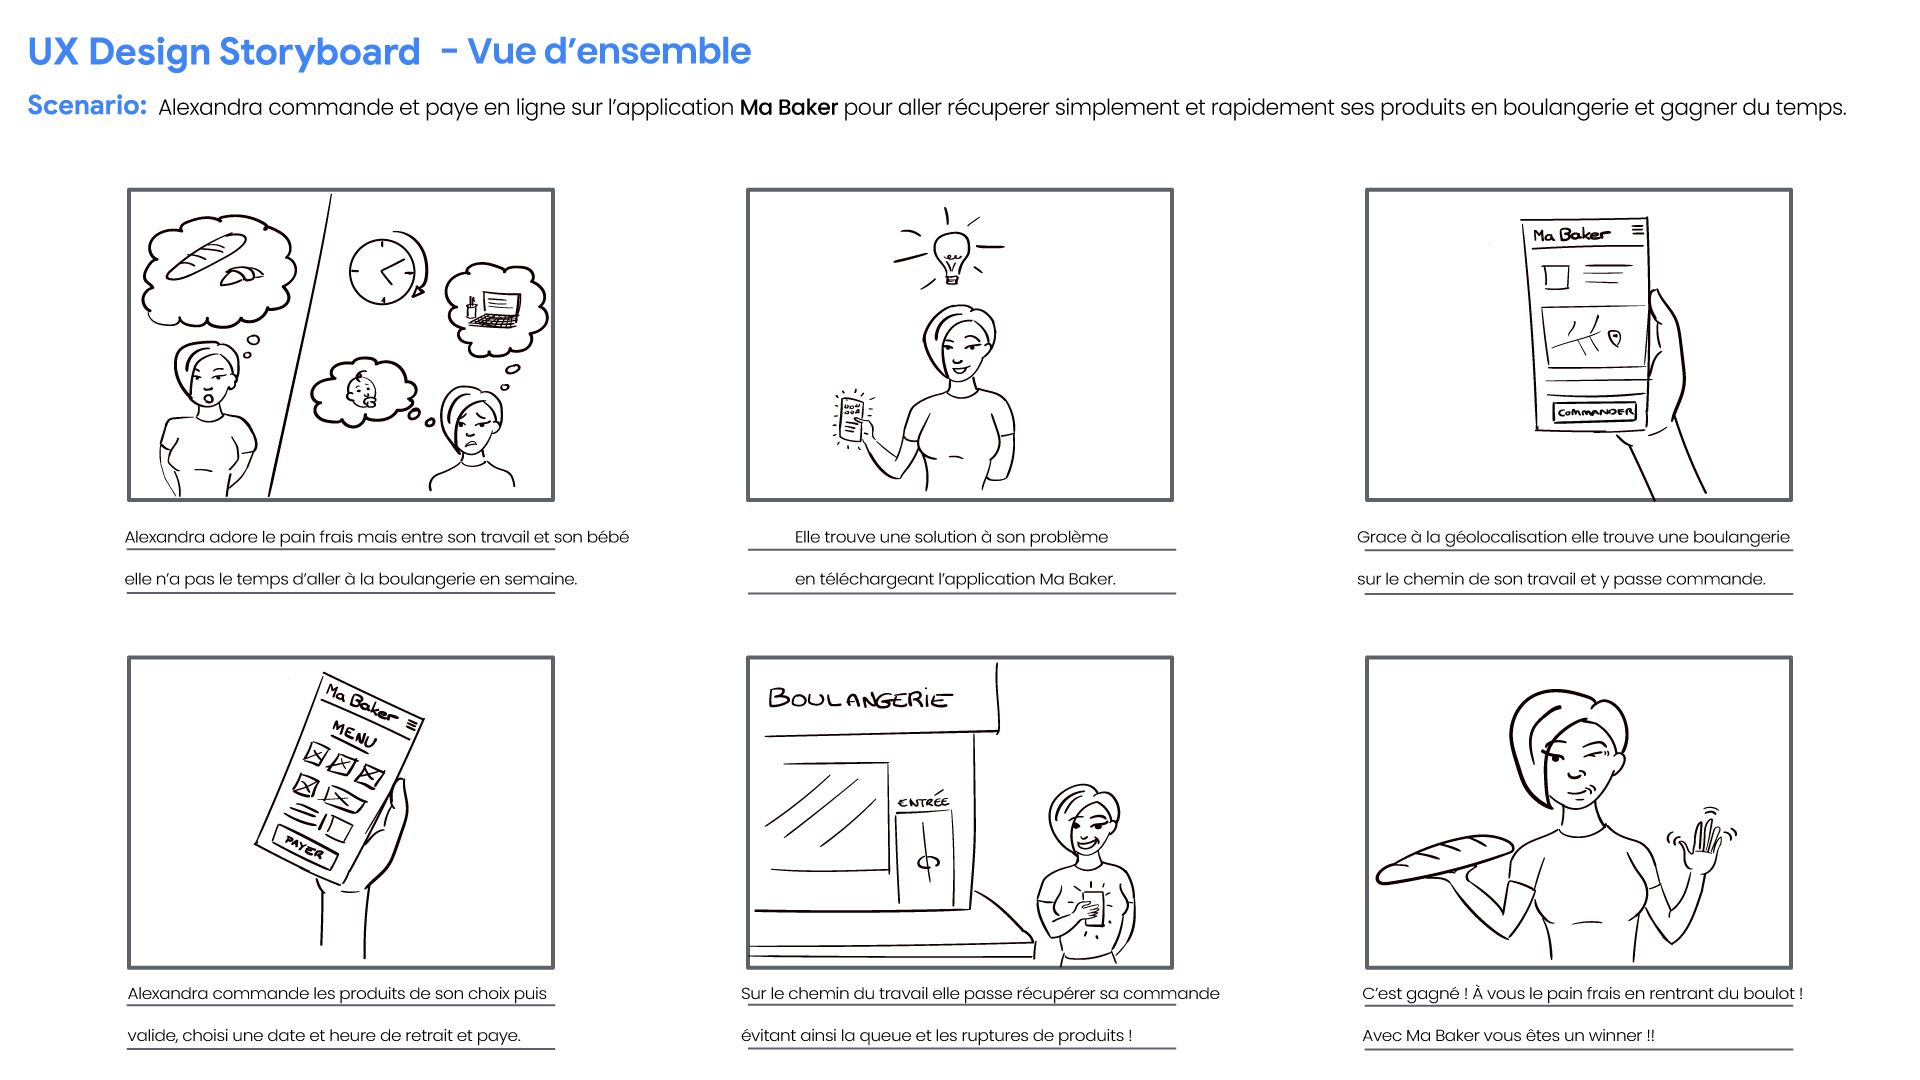 UX Design Storyboard - Vue d'ensemble
Scenario: Alexandra commande et paye en ligne sur l'application Ma Baker pour aller récuperer simplement et rapidement ses produits en boulangerie et gagner du temps.
Alexandra adore le pain frais mais entre son travail et son bébé
elle n'a pas le temps d'aller à la boulangerie en semaine.
Elle trouve une solution à son problème
en téléchargeant l'application Ma Baker.
Ma Baker
COMMANDER
Grace à la géolocalisation elle trouve une boulangerie
sur le chemin de son travail et y passe commande.
Ma Baker
MENU
PAYER
Alexandra commande les produits de son choix puis
valide, choisi une date et heure de retrait et paye.
BOULANGERiE
ENTRÉE
Sur le chemin du travail elle passe récupérer sa commande
évitant ainsi la queue et les ruptures de produits !
C'est gagné ! À vous le pain frais en rentrant du boulot !
Avec Ma Baker vous êtes un winner !!